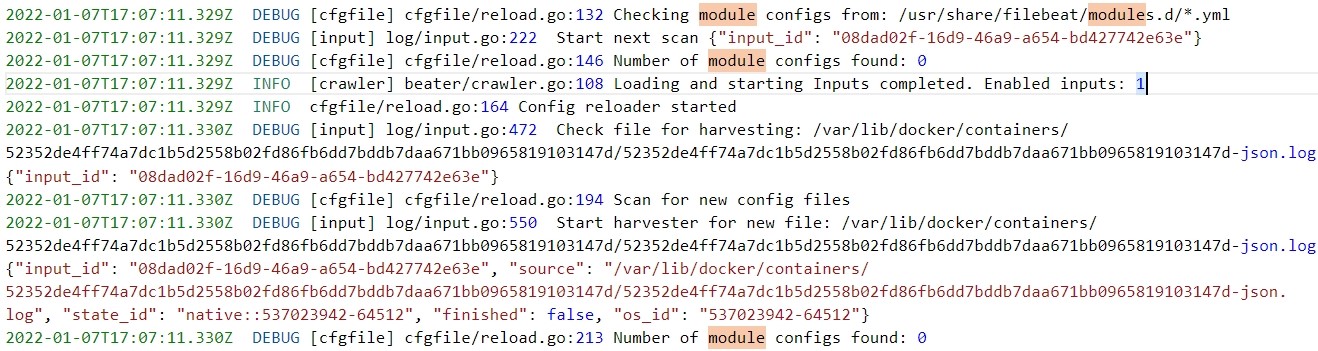 2022-01-07T17:07:11.329Z  DEBUG [cfgfile] cfgfile/reload.go:132 Checking module configs from: /usr/share/filebeat/modules.d/*.yml
2022-01-07T17:07:11.329Z  DEBUG [input] log/input.go:222  Start next scan {"input_id": "08dad02f-16d9-46a9-a654-bd427742e63e"}
2022-01-07T17:07:11.329Z  DEBUG [cfgfile] cfgfile/reload.go:146 Number of module configs found: 0
2022-01-07T17:07:11.329Z  INFO  [crawler] beater/crawler.go:108 Loading and starting Inputs completed. Enabled inputs: 1
2022-01-07T17:07:11.329Z  INFO  cfgfile/reload.go:164 Config reloader started
2022-01-07T17:07:11.330Z  DEBUG [input] log/input.go:472  Check file for harvesting: /var/lib/docker/containers/
52352de4ff74a7dc1b5d2558b02fd86fb6dd7bddb7daa671bb0965819103147d/52352de4ff74a7dc1b5d2558b02fd86fb6dd7bddb7daa671bb0965819103147d-json.log
{"input_id": "08dad02f-16d9-46a9-a654-bd427742e63e"}
2022-01-07T17:07:11.330Z  DEBUG [cfgfile] cfgfile/reload.go:194 Scan for new config files
2022-01-07T17:07:11.330Z  DEBUG [input] log/input.go:550  Start harvester for new file: /var/lib/docker/containers/
52352de4ff74a7dc1b5d2558b02fd86fb6dd7bddb7daa671bb0965819103147d/52352de4ff74a7dc1b5d2558b02fd86fb6dd7bddb7daa671bb0965819103147d-json.log
{"input_id": "08dad02f-16d9-46a9-a654-bd427742e63e", "source": "/var/lib/docker/containers/
52352de4ff74a7dc1b5d2558b02fd86fb6dd7bddb7daa671bb0965819103147d/52352de4ff74a7dc1b5d2558b02fd86fb6dd7bddb7daa671bb0965819103147d-json.
log", "state_id": "native::537023942-64512", "finished": false, "os_id": "537023942-64512"}
2022-01-07T17:07:11.330Z  DEBUG [cfgfile] cfgfile/reload.go:213 Number of module configs found: 0